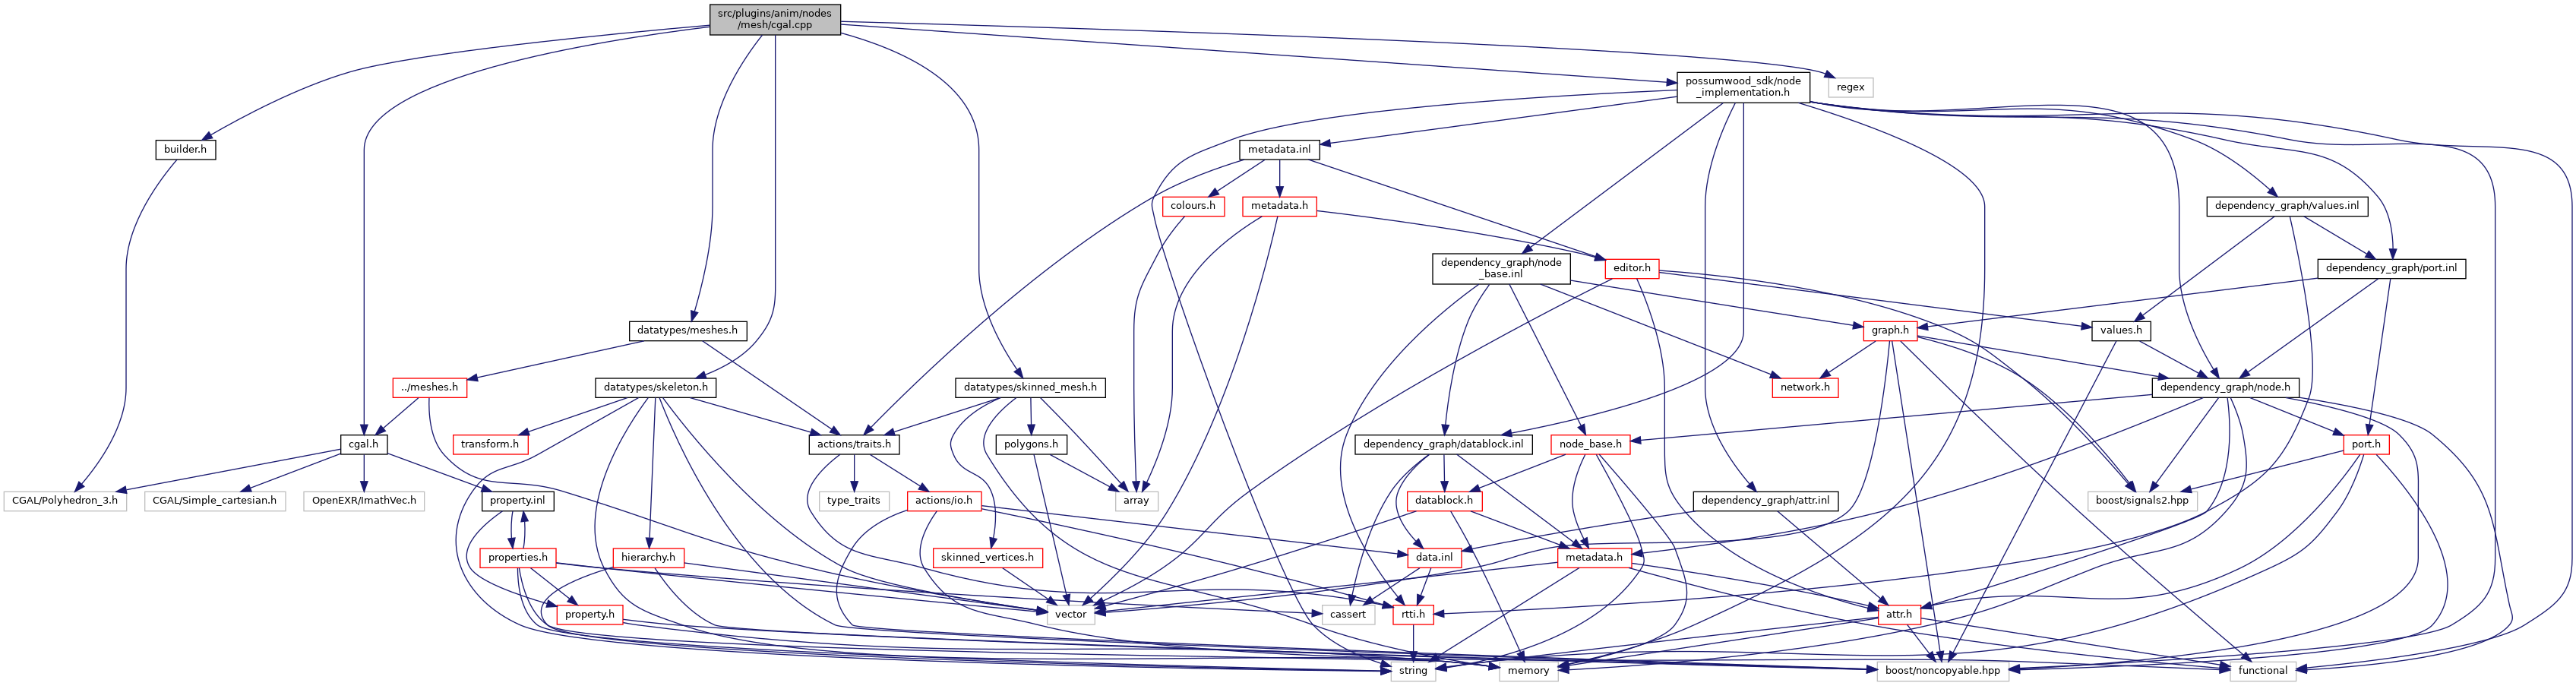 src/plugins/anim/nodes
/mesh/cgal.cpp
possumwood_sdk/node
_implementation.h
regex
builder.h
metadata.inl
colours.h
metadata.h
dependency_graph/values.inl
dependency_graph/node
_base.inl
editor.h
dependency_graph/port.inl
datatypes/meshes.h
graph.h
values.h
../meshes.h
datatypes/skeleton.h
datatypes/skinned_mesh.h
network.h
dependency_graph/node.h
cgal.h
transform.h
actions/traits.h
polygons.h
dependency_graph/datablock.inl
node_base.h
port.h
CGAL/Polyhedron_3.h
CGAL/Simple_cartesian.h
OpenEXR/ImathVec.h
property.inl
type_traits
actions/io.h
array
datablock.h
dependency_graph/attr.inl
boost/signals2.hpp
properties.h
hierarchy.h
skinned_vertices.h
data.inl
metadata.h
property.h
vector
cassert
rtti.h
attr.h
string
memory
boost/noncopyable.hpp
functional